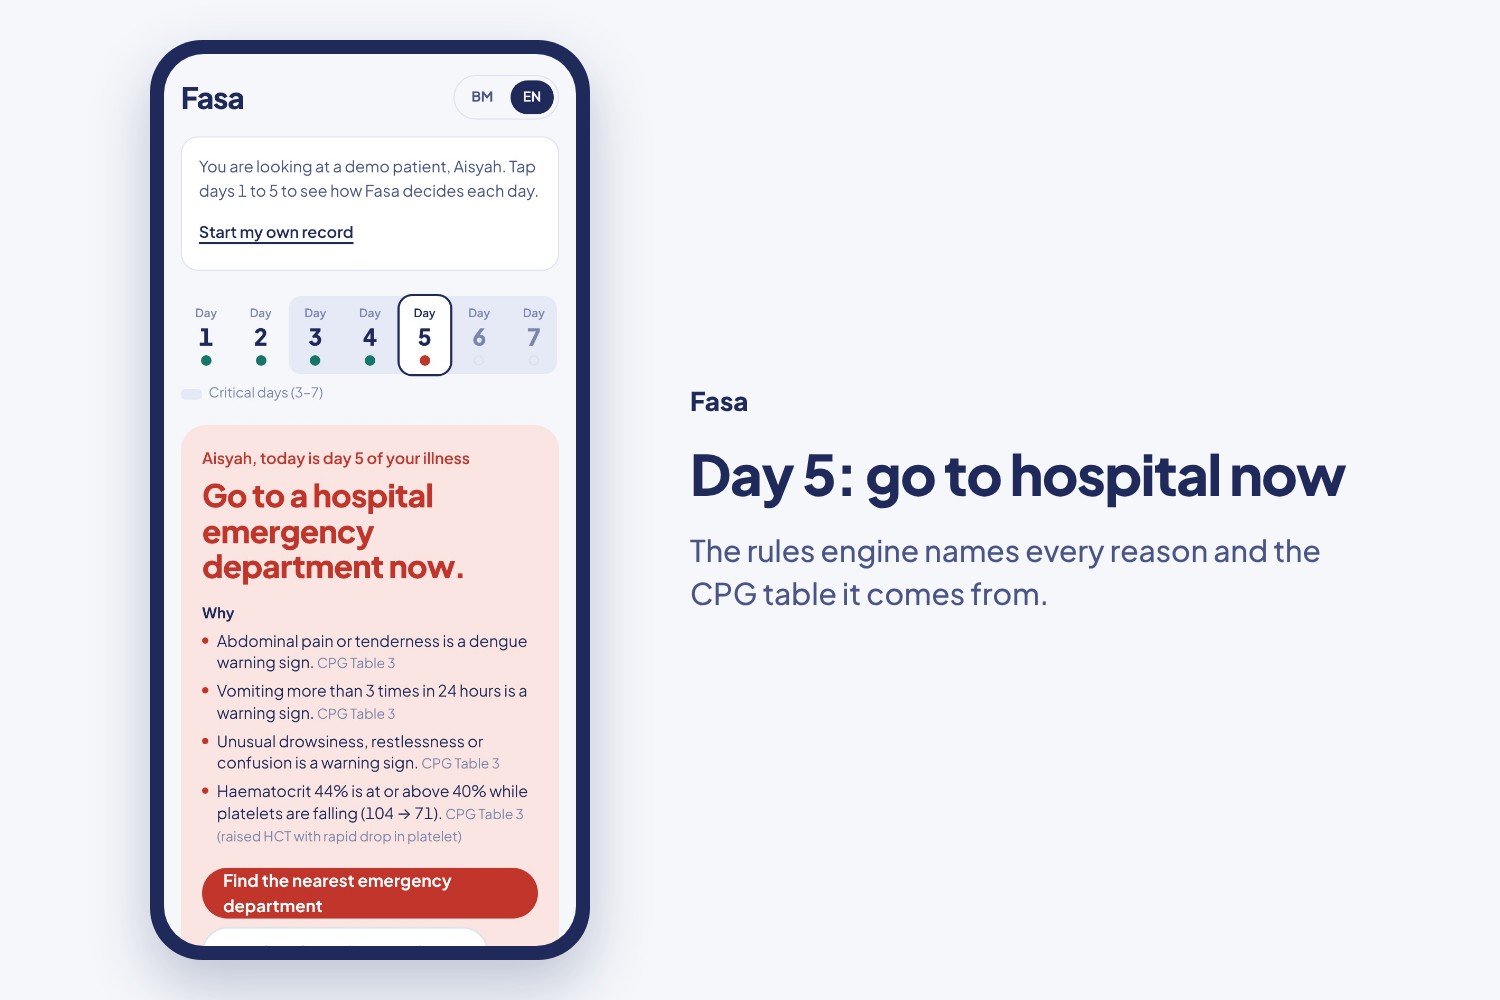 Fasa
BM
EN
You are looking at a demo patient, Aisyah. Tap
days 1 to 5 to see how Fasa decides each day.
Start my own record
Day Day Day Day Day Day Day
1 2 3 4 5 6 7
Critical days (3–7)
Aisyah, today is day 5 of your illness
Go to a hospital
emergency
department now.
Why
Abdominal pain or tenderness is a dengue
warning sign. CPG Table 3
Vomiting more than 3 times in 24 hours is a
warning sign. CPG Table 3
Unusual drowsiness, restlessness or
confusion is a warning sign. CPG Table 3
Haematocrit 44% is at or above 40% while
platelets are falling (104 → 71). CPG Table 3
(raised HCT with rapid drop in platelet)
Find the nearest emergency
department
Fasa
Day 5: go to hospital now
The rules engine names every reason and the
CPG table it comes from.